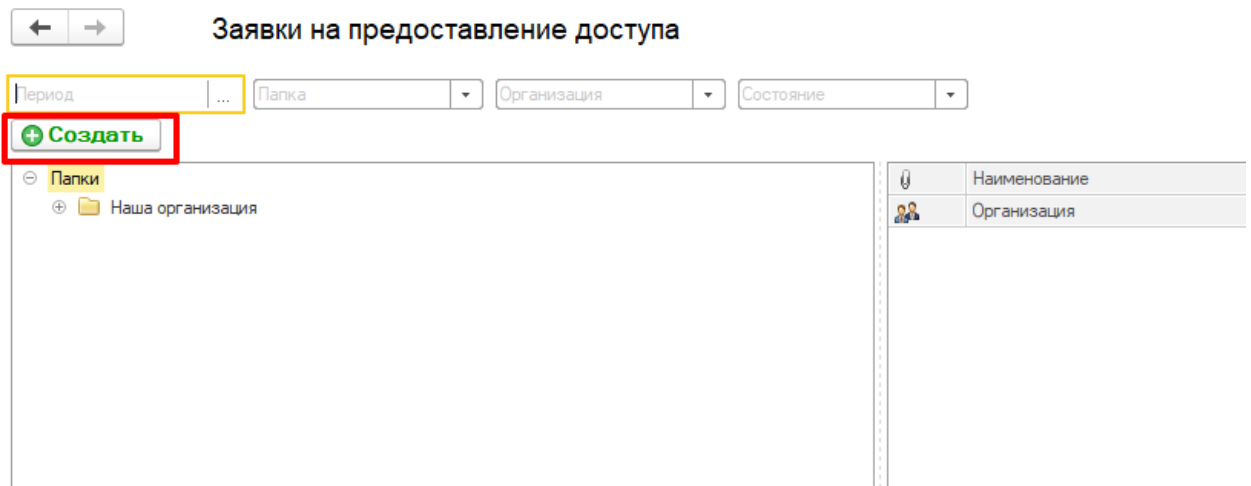 Заявки на предоставление доступа
Период ... Папка Организация Состояние
Создать
Папки
Наша организация
Наименование
Организация